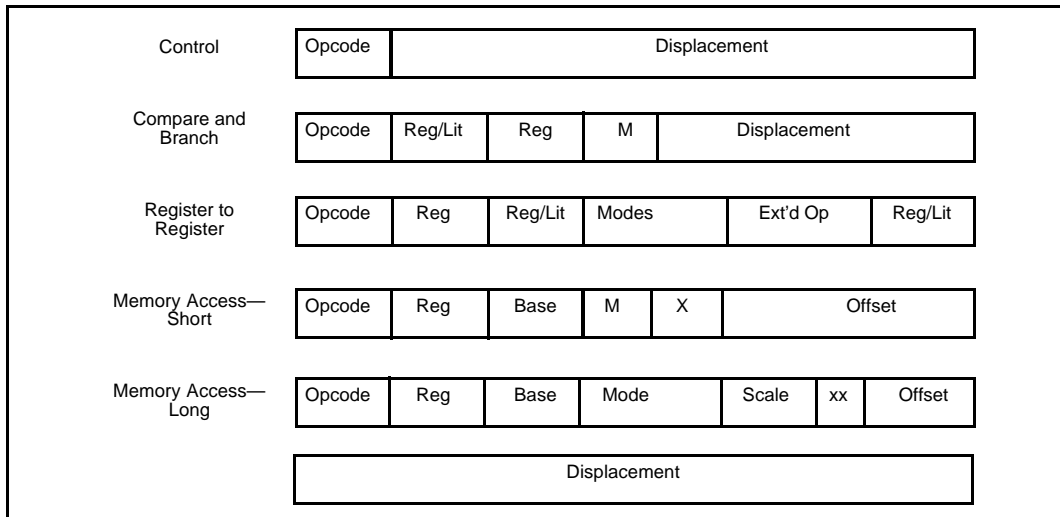 Control
Opcode Displacement
Compare and
Branch
Opcode Reg/Lit Reg M Displacement
Register to
Register
Opcode Reg Reg/Lit Modes Ext'd Op Reg/Lit
Memory Access—
Short
Opcode Reg Base M X Offset
Memory Access—
Long
Opcode Reg Base Mode Scale xx Offset
Displacement